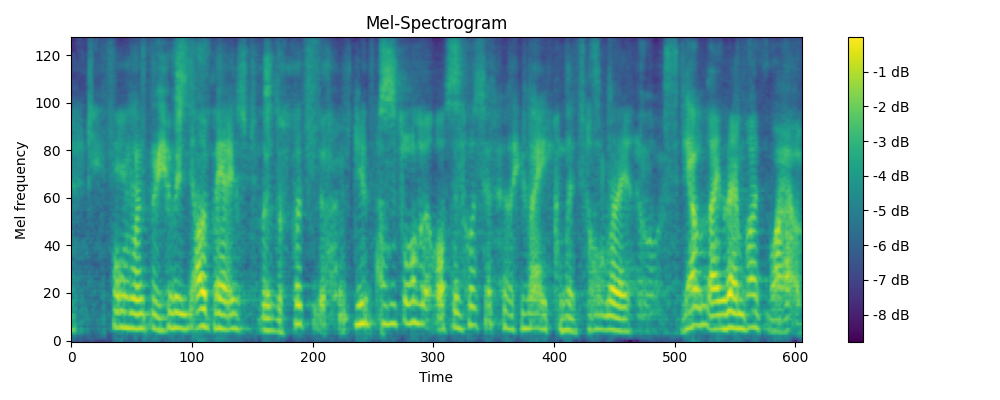 Mel-Spectrogram
Mel frequency
120
100
80
60
40
20
0
0 100 200 300 400 500 600
Time
-1 dB
-2 dB
-3 dB
-4 dB
-5 dB
-6 dB
-7 dB
-8 dB